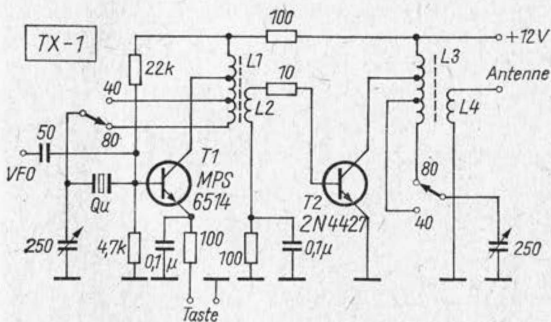 TX-1
100
L3
+12V
22k
L1
10
L2
Antenne
L4
40
50
80
T1
VFO
MPS
6514
Qu
T2
2N4427
80
40
250
4,7k
0,1µ
100
100
0,1µ
250
Taste